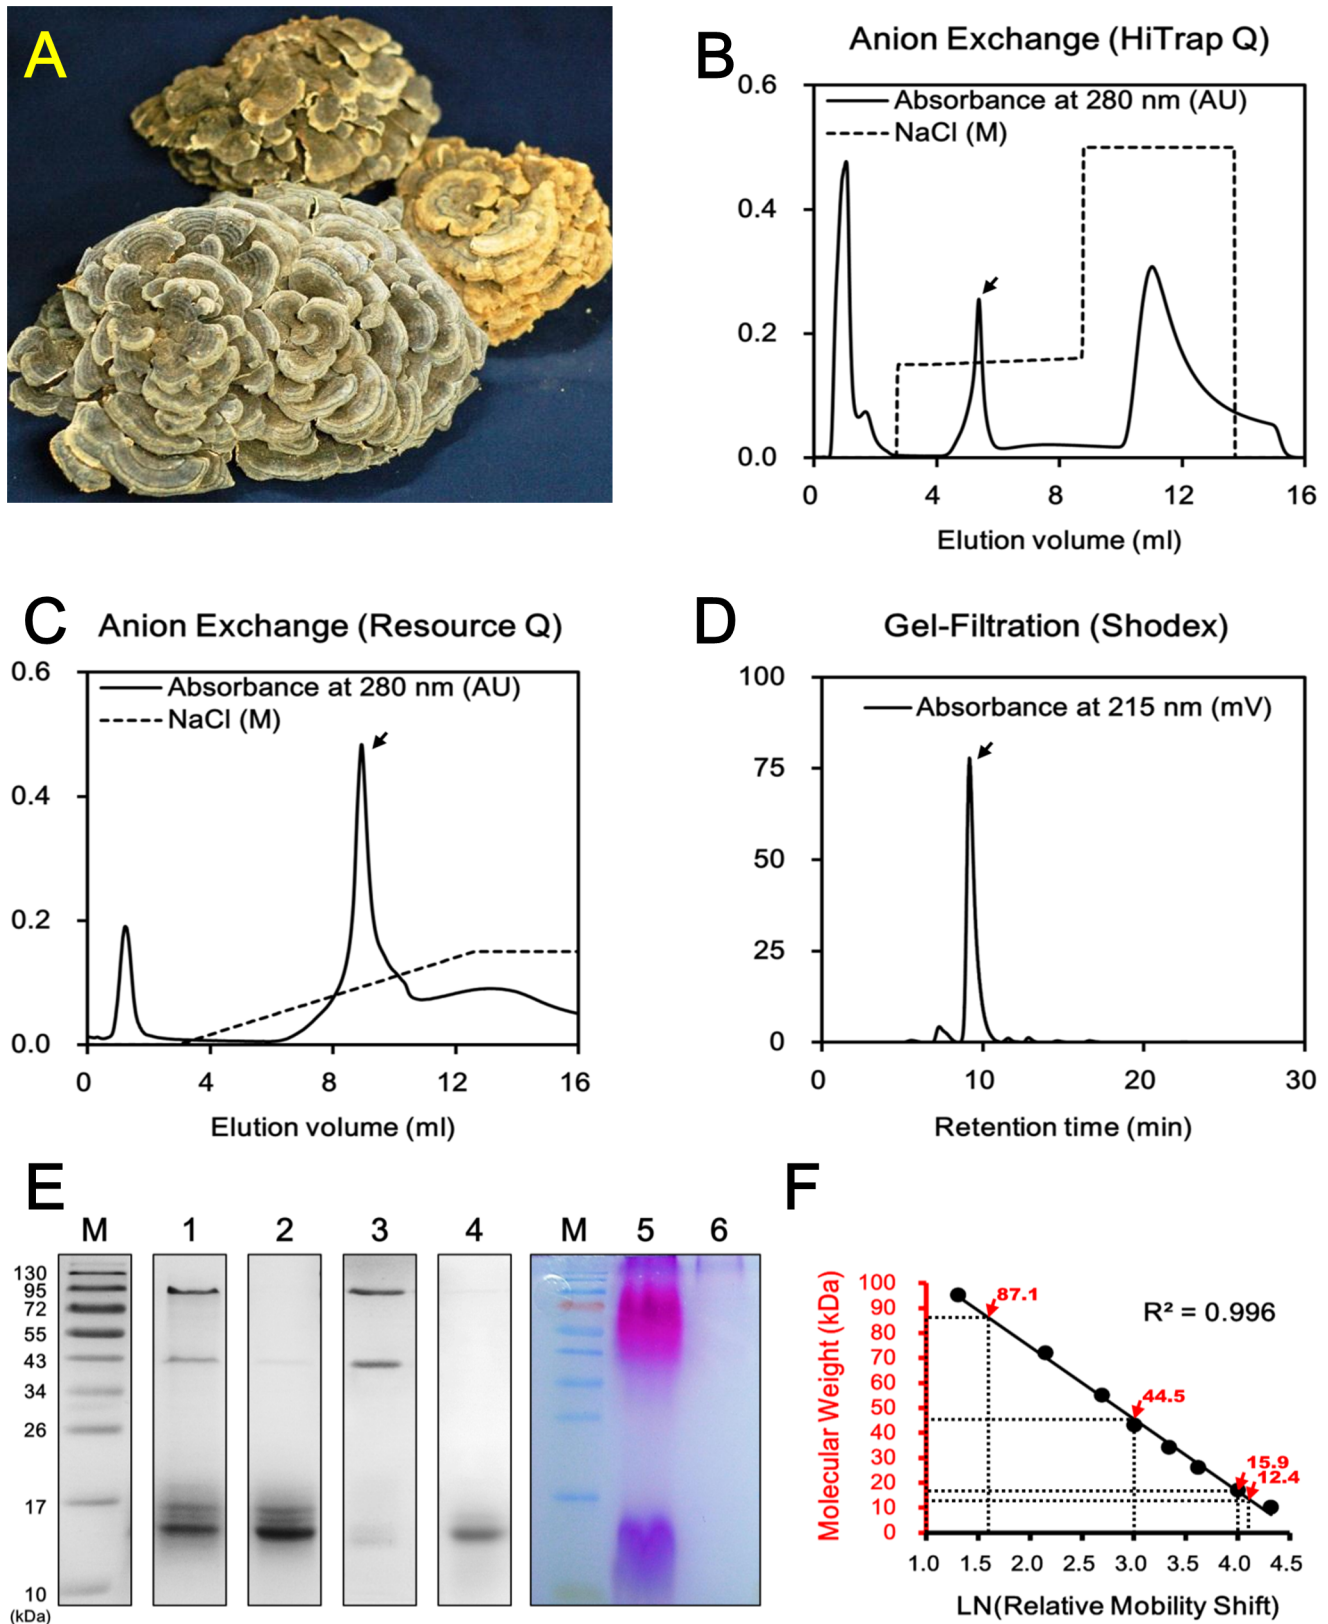 A
B
Anion Exchange (HiTrap Q)
Absorbance at 280 nm (AU)
NaCl (M)
0.6
0.4
0.2
0.0
0 4 8 12 16
Elution volume (ml)
C
Anion Exchange (Resource Q)
Absorbance at 280 nm (AU)
NaCl (M)
0.6
0.4
0.2
0.0
0 4 8 12 16
Elution volume (ml)
D
Gel-Filtration (Shodex)
Absorbance at 215 nm (mV)
100
75
50
25
0
0 10 20 30
Retention time (min)
E
M 1 2 3 4 M 5 6
130
95
72
55
43
34
26
17
10
(kDa)
F
Molecular Weight (kDa)
100
90
80
70
60
50
40
30
20
10
0
87.1
R² = 0.996
44.5
15.9
12.4
1.0 1.5 2.0 2.5 3.0 3.5 4.0 4.5
LN(Relative Mobility Shift)